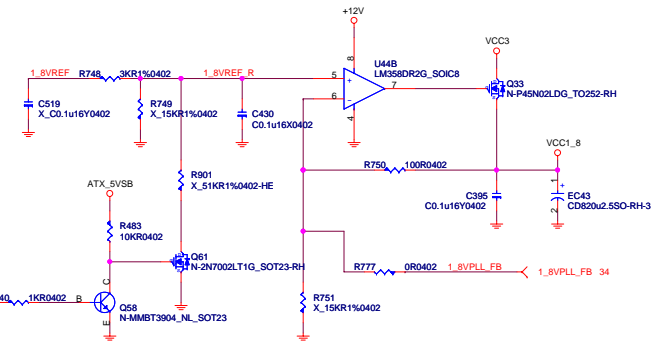 +12V
VCC3
U44B
LM358DR2G_SOIC8
8
1_8VREF R748 3KR1%0402 1_8VREF_R 5 + 7
6 −
4
Q33
N-P45N02LDG_TO252-RH
C519
X_C0.1u16Y0402
R749
X_15KR1%0402
C430
C0.1u16X0402
VCC1_8
R750 100R0402
R901
X_51KR1%0402-HE
ATX_5VSB
C395
C0.1u16Y0402
1
+
2
EC43
CD820u2.5SO-RH-3
R483
10KR0402
Q61
N-2N7002LT1G_SOT23-RH
R777 0R0402 1_8VPLL_FB 1_8VPLL_FB 34
40 1KR0402 B
C
E
Q58
N-MMBT3904_NL_SOT23
R751
X_15KR1%0402